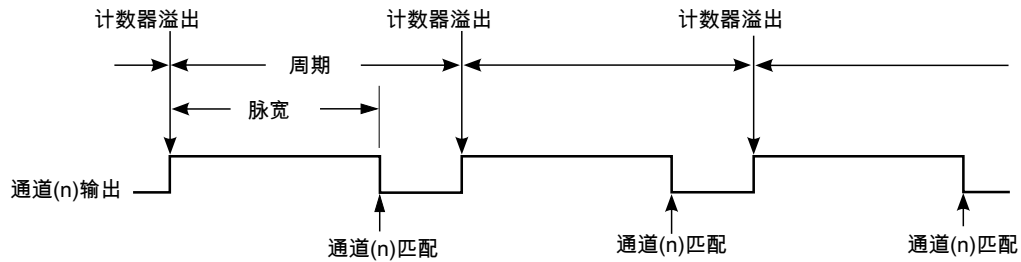 计数器溢出
计数器溢出
计数器溢出
周期
脉宽
通道(n)输出
通道(n)匹配
通道(n)匹配
通道(n)匹配